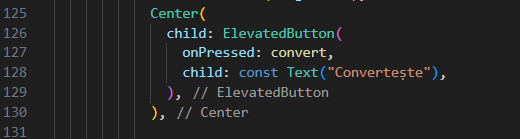 125 Center(
126 child: ElevatedButton(
127 onPressed: convert,
128 child: const Text("Convertește"),
129 ), // ElevatedButton
130 ), // Center
131